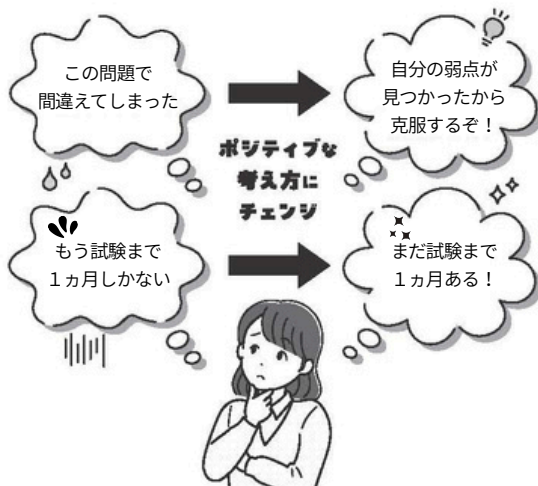 この問題で
間違えてしまった
自分の弱点が
見つかったから
克服するぞ！
ポジティブな
考え方に
チェンジ
もう試験まで
１ヵ月しかない
まだ試験まで
１ヵ月ある！